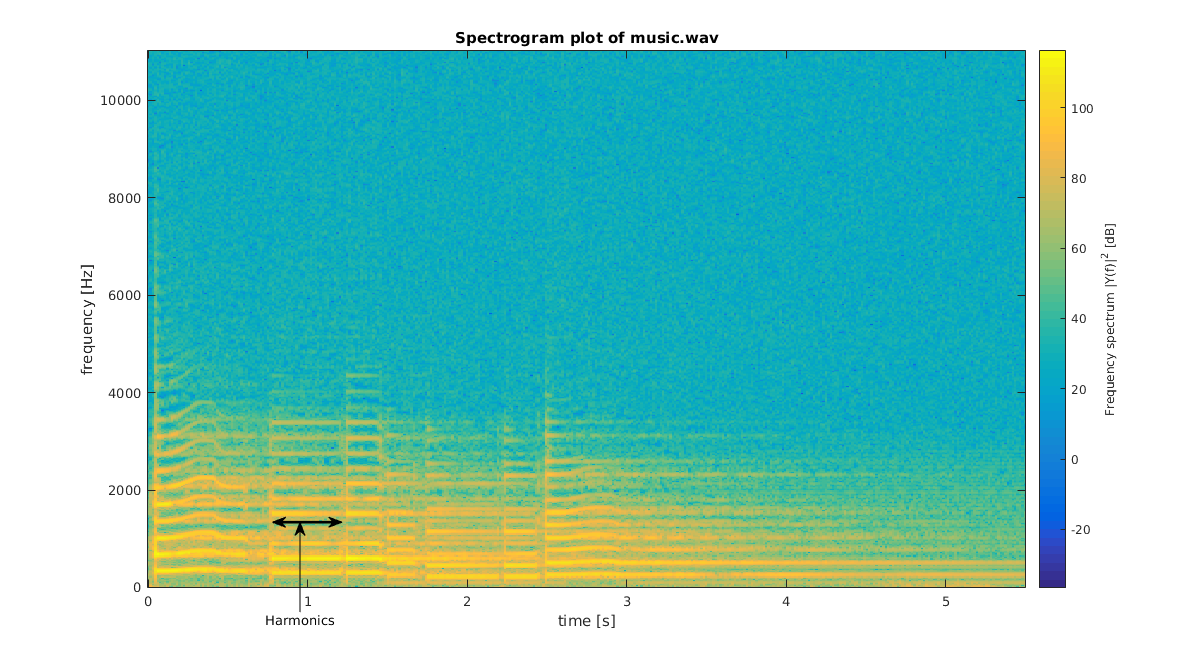 Spectrogram plot of music.wav
10000
8000
6000
4000
2000
0
frequency [Hz]
0 1 2 3 4 5
Harmonics
time [s]
100
80
60
40
20
0
-20
Frequency spectrum |Y(f)|² [dB]